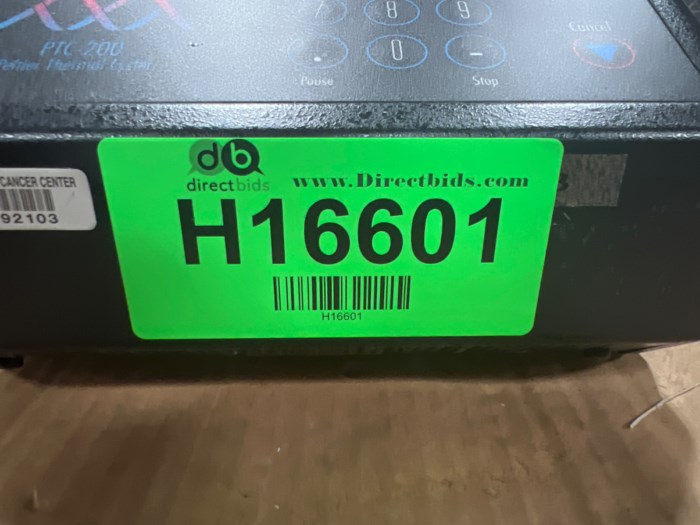 7 8 9
PTC-200
Peltier Thermal Cycler
. 0 -
Cancel
Pause Stop
CANCER CENTER
92103
db
directbids
www.Directbids.com
H16601
H16601